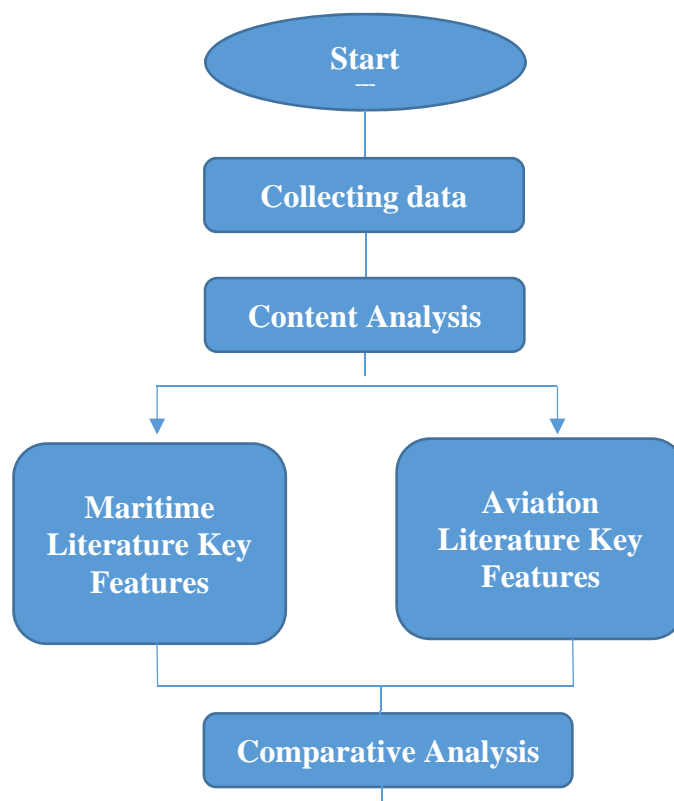 Start
---
Collecting data
Content Analysis
Maritime
Literature Key
Features
Aviation
Literature Key
Features
Comparative Analysis